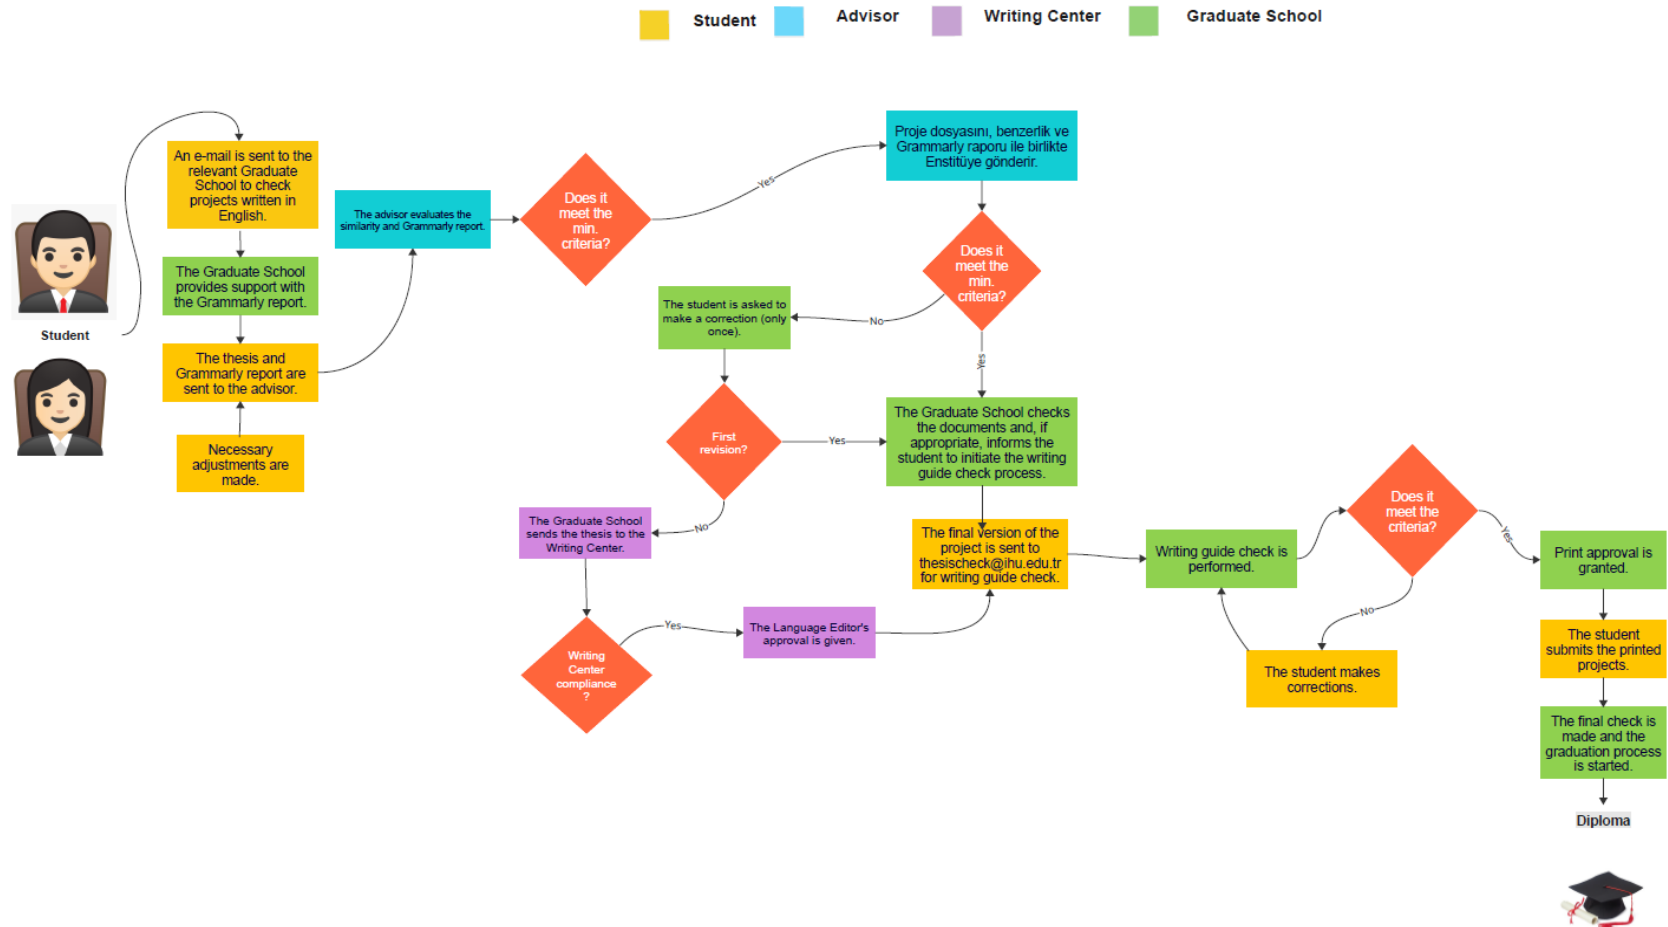 Student
Advisor
Writing Center
Graduate School
An e-mail is sent to the
relevant Graduate
School to check
projects written in
English.
The Graduate School
provides support with
the Grammarly report.
The thesis and
Grammarly report are
sent to the advisor.
Necessary
adjustments are
made.
Student
The advisor evaluates the
similarity and Grammarly report.
Does it
meet the
min.
criteria?
Yes
Proje dosyasını, benzerlik ve
Grammarly raporu ile birlikte
Enstitüye gönderir.
Does it
meet the
min.
criteria?
No
Yes
The student is asked to
make a correction (only
once).
First
revision?
Yes
No
The Graduate School checks
the documents and, if
appropriate, informs the
student to initiate the writing
guide check process.
The Graduate School
sends the thesis to the
Writing Center.
Writing
Center
compliance
?
Yes
The Language Editor's
approval is given.
The final version of the
project is sent to
thesischeck@ihu.edu.tr
for writing guide check.
Writing guide check is
performed.
Does it
meet the
criteria?
Yes
No
The student makes
corrections.
Print approval is
granted.
The student
submits the printed
projects.
The final check is
made and the
graduation process
is started.
Diploma